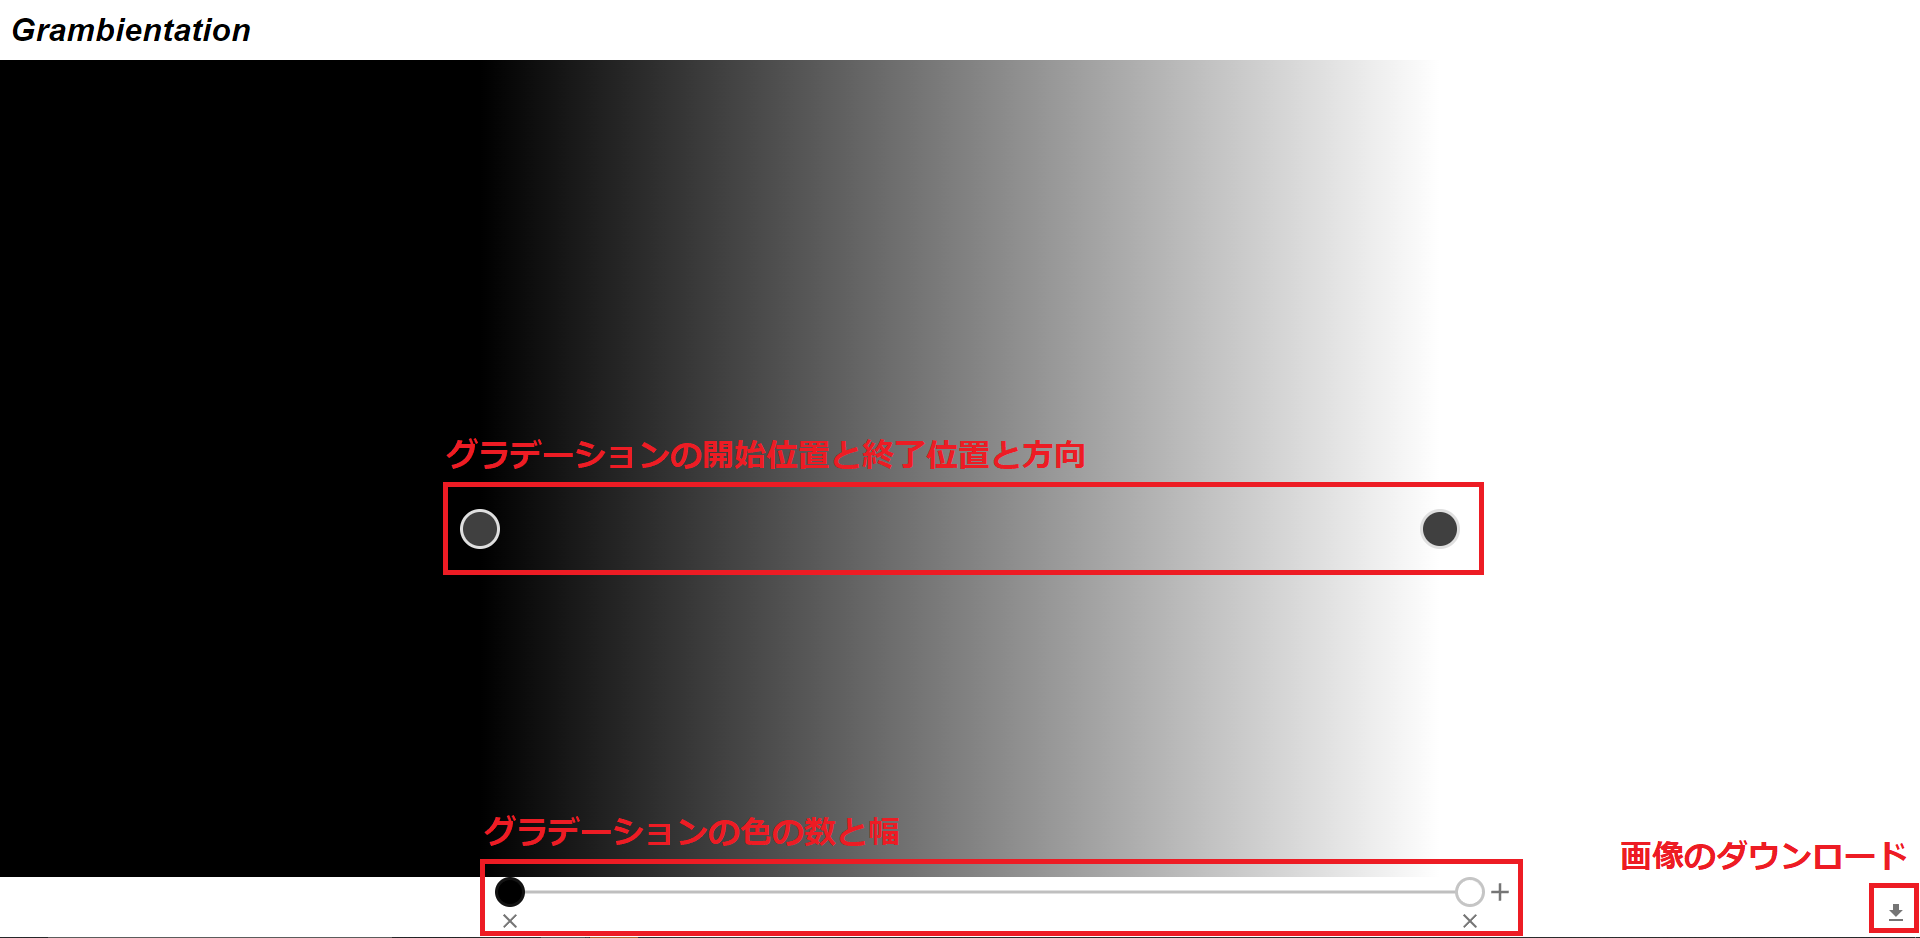 Grambientation
グラデーションの開始位置と終了位置と方向
グラデーションの色の数と幅
画像のダウンロード